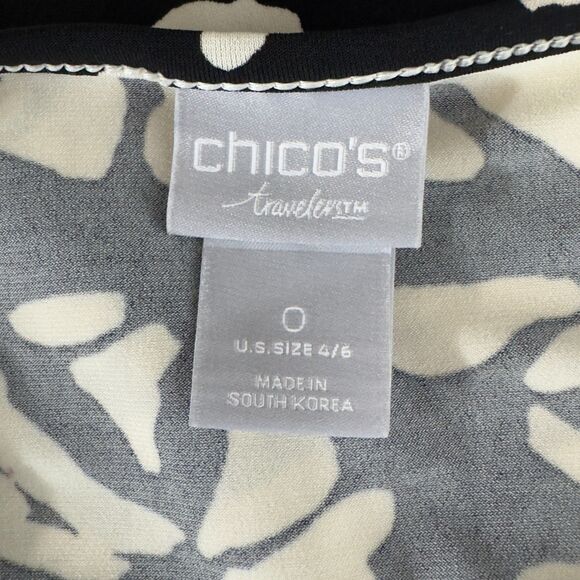 chico's®
travelers™
0
U.S. SIZE 4/6
MADE IN
SOUTH KOREA